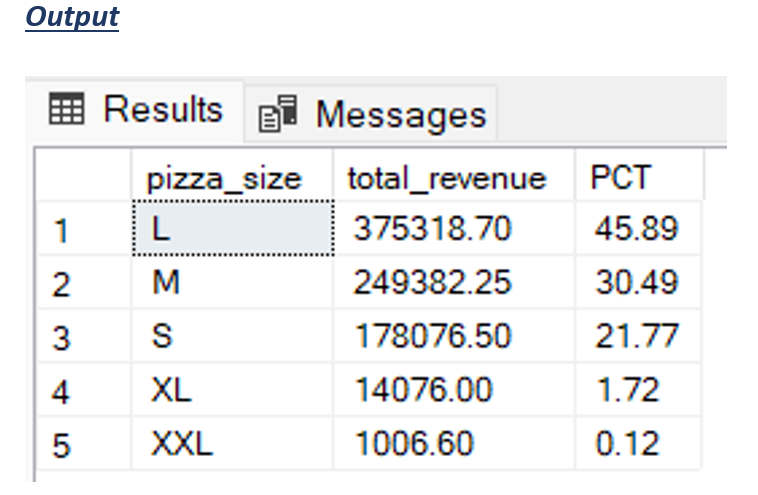 Output
Results Messages
pizza_size total_revenue PCT
1 L 375318.70 45.89
2 M 249382.25 30.49
3 S 178076.50 21.77
4 XL 14076.00 1.72
5 XXL 1006.60 0.12